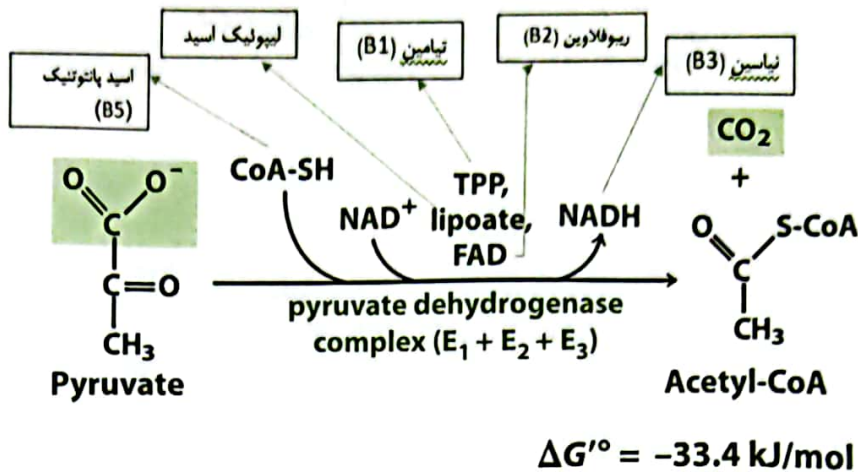 لیپوئیک اسید
تیامین (B1)
ریبوفلاوین (B2)
نیاسین (B3)
اسید پانتوتنیک
(B5)
CO₂
+
CoA-SH
NAD⁺
TPP,
lipoate,
FAD
NADH
O O⁻
C
C=O
CH₃
Pyruvate
pyruvate dehydrogenase
complex (E₁ + E₂ + E₃)
O S-CoA
C
CH₃
Acetyl-CoA
ΔG′° = −33.4 kJ/mol